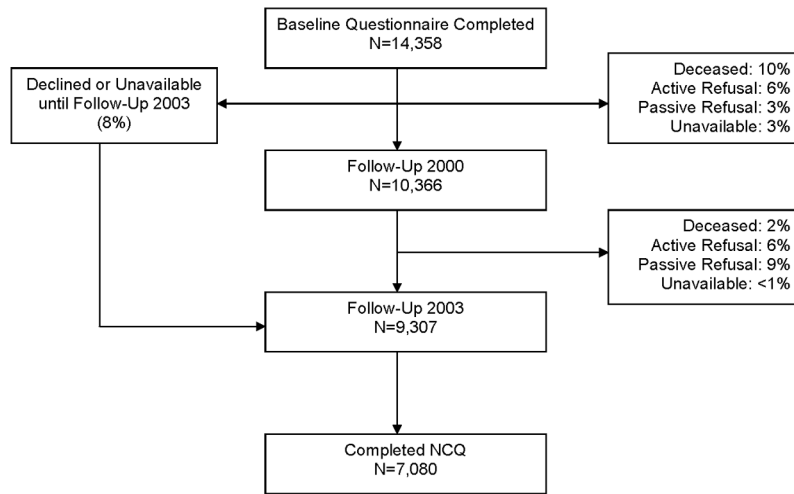 Baseline Questionnaire Completed
N=14,358
Declined or Unavailable
until Follow-Up 2003
(8%)
Deceased: 10%
Active Refusal: 6%
Passive Refusal: 3%
Unavailable: 3%
Follow-Up 2000
N=10,366
Deceased: 2%
Active Refusal: 6%
Passive Refusal: 9%
Unavailable: <1%
Follow-Up 2003
N=9,307
Completed NCQ
N=7,080